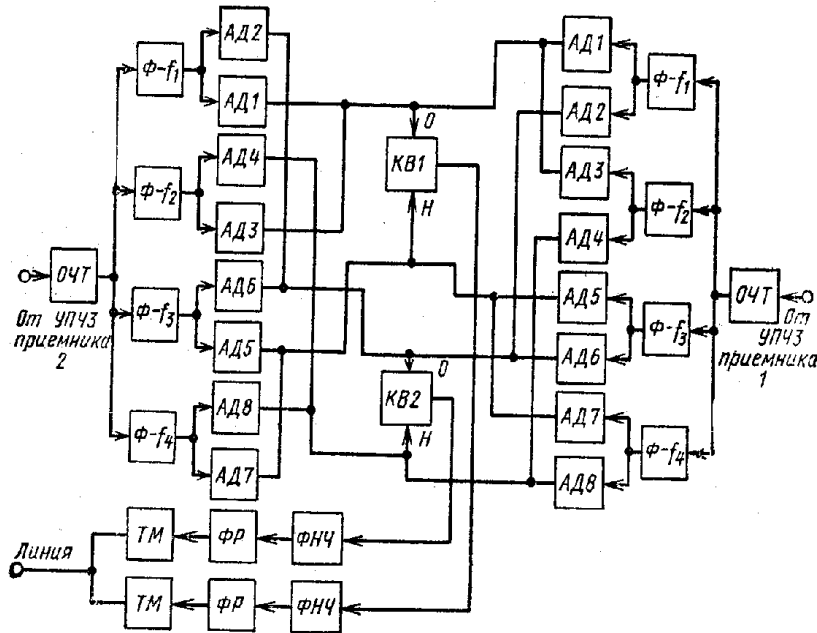 Ф-f₁
АД2
АД1
Ф-f₂
АД4
АД3
ОЧТ
От УПЧЗ
приемника
2
Ф-f₃
АД6
АД5
Ф-f₄
АД8
АД7
О
КВ1
Н
О
КВ2
Н
АД1
АД2
Ф-f₁
АД3
АД4
Ф-f₂
АД5
АД6
Ф-f₃
ОЧТ
От
УПЧЗ
приемника
1
АД7
АД8
Ф-f₄
Линия
ТМ
ФР
ФНЧ
ТМ
ФР
ФНЧ